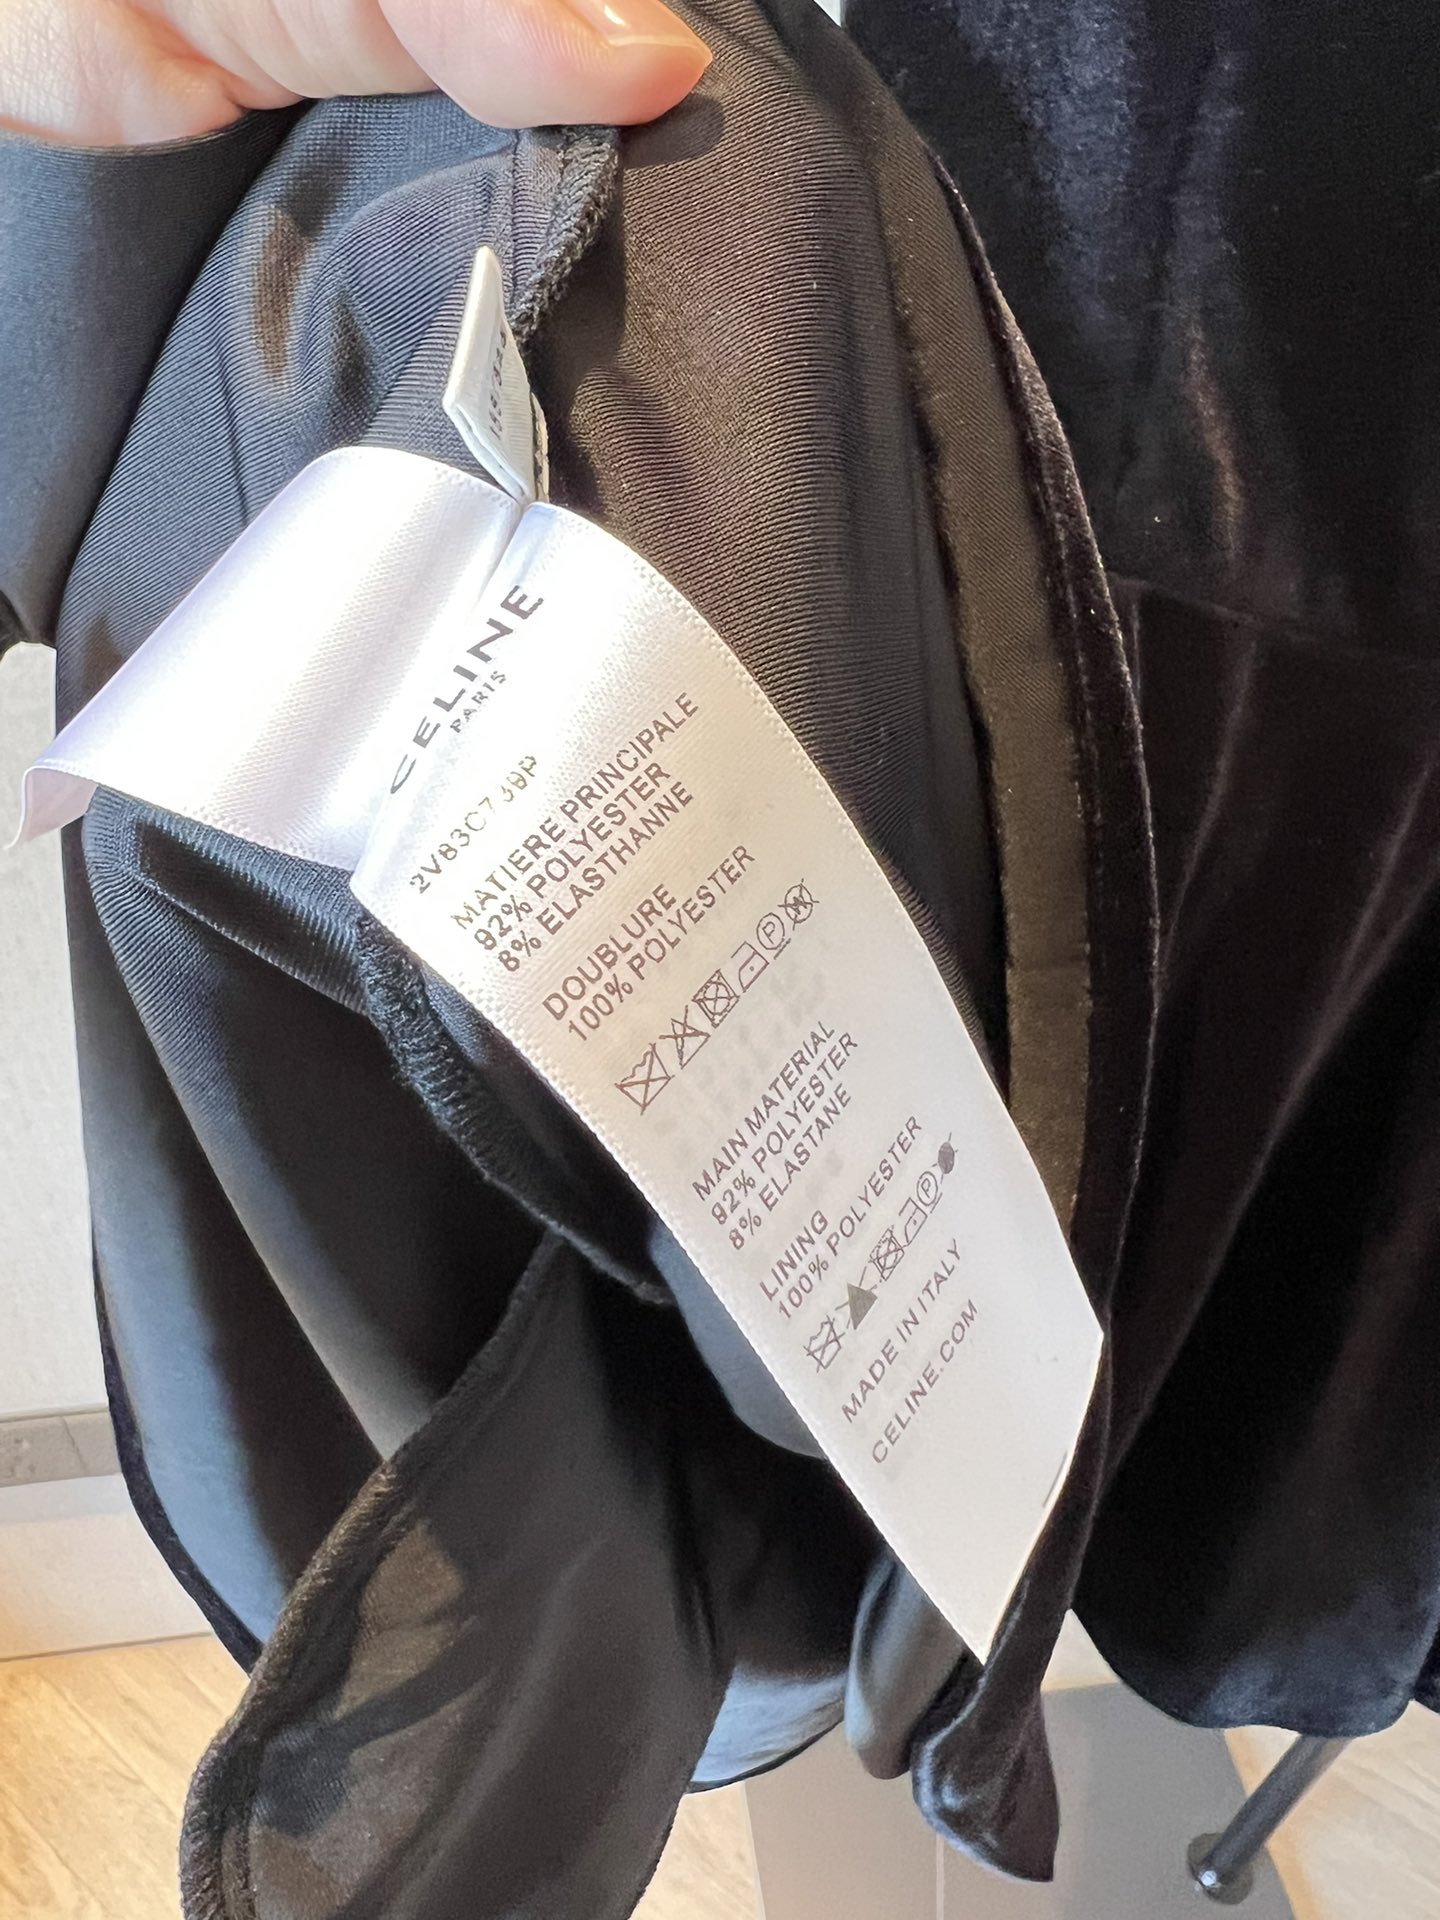 CELINE
PARIS
MATIERE PRINCIPALE
92% POLYESTER
8% ELASTHANNE
DOUBLURE
100% POLYESTER
MAIN MATERIAL
92% POLYESTER
8% ELASTANE
LINING
100% POLYESTER
MADE IN ITALY
CELINE.COM